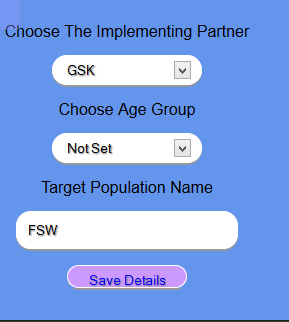 Choose The Implementing Partner
GSK
Choose Age Group
Not Set
Target Population Name
FSW
Save Details